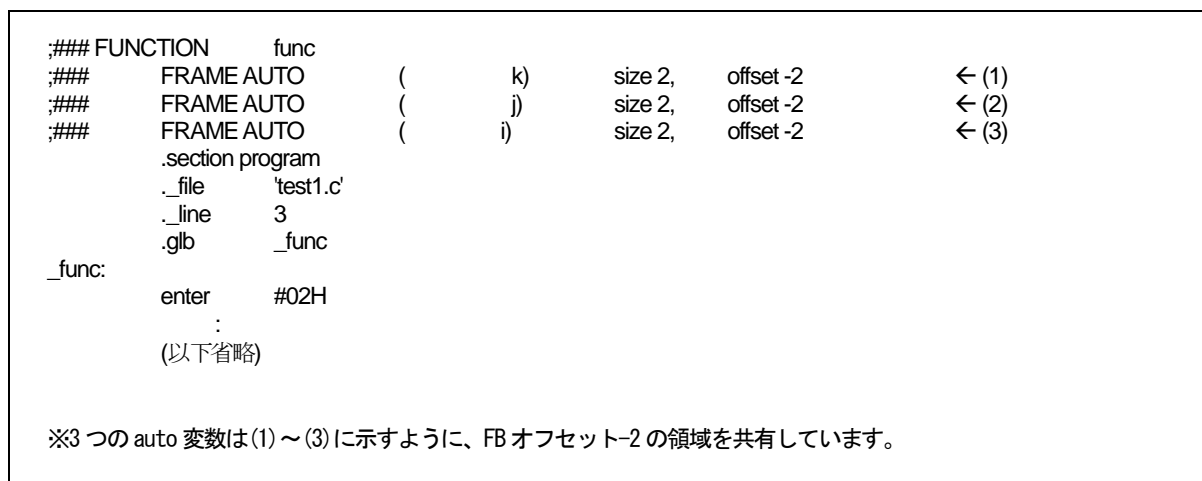 ;### FUNCTION func
;### FRAME AUTO ( k) size 2, offset -2 ← (1)
;### FRAME AUTO ( j) size 2, offset -2 ← (2)
;### FRAME AUTO ( i) size 2, offset -2 ← (3)
.section program
._file 'test1.c'
._line 3
.glb _func
_func:
enter #02H
:
(以下省略)
※3 つの auto 変数は(1)～(3)に示すように、FB オフセット-2 の領域を共有しています。